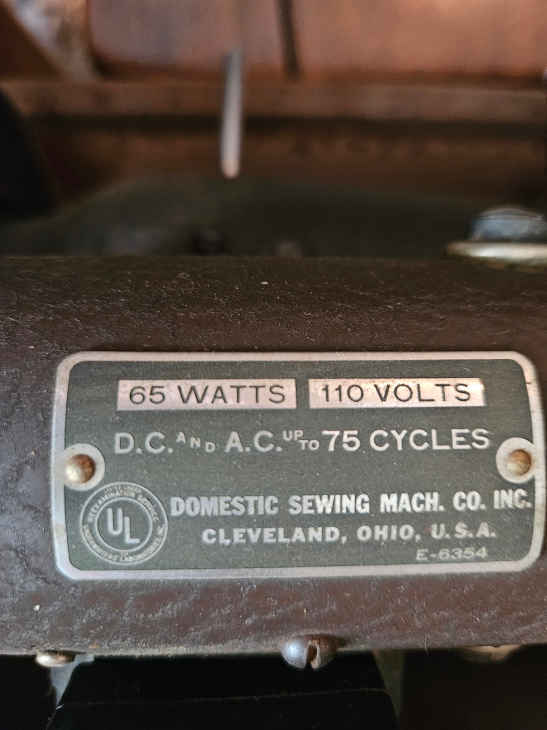 65 WATTS 110 VOLTS
D.C. AND A.C. UP TO 75 CYCLES
UL
DOMESTIC SEWING MACH. CO. INC.
CLEVELAND, OHIO, U.S.A.
E-6354